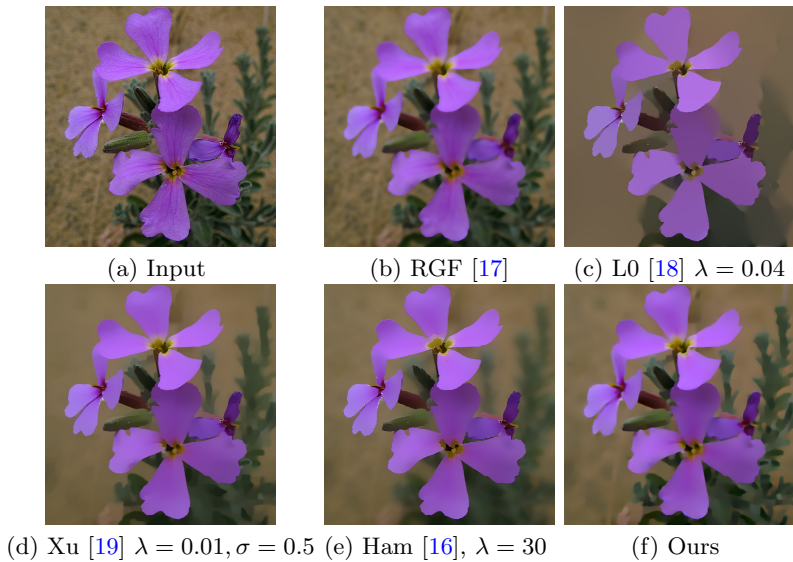 (a) Input
(b) RGF [17]
(c) L0 [18] λ = 0.04
(d) Xu [19] λ = 0.01, σ = 0.5
(e) Ham [16], λ = 30
(f) Ours